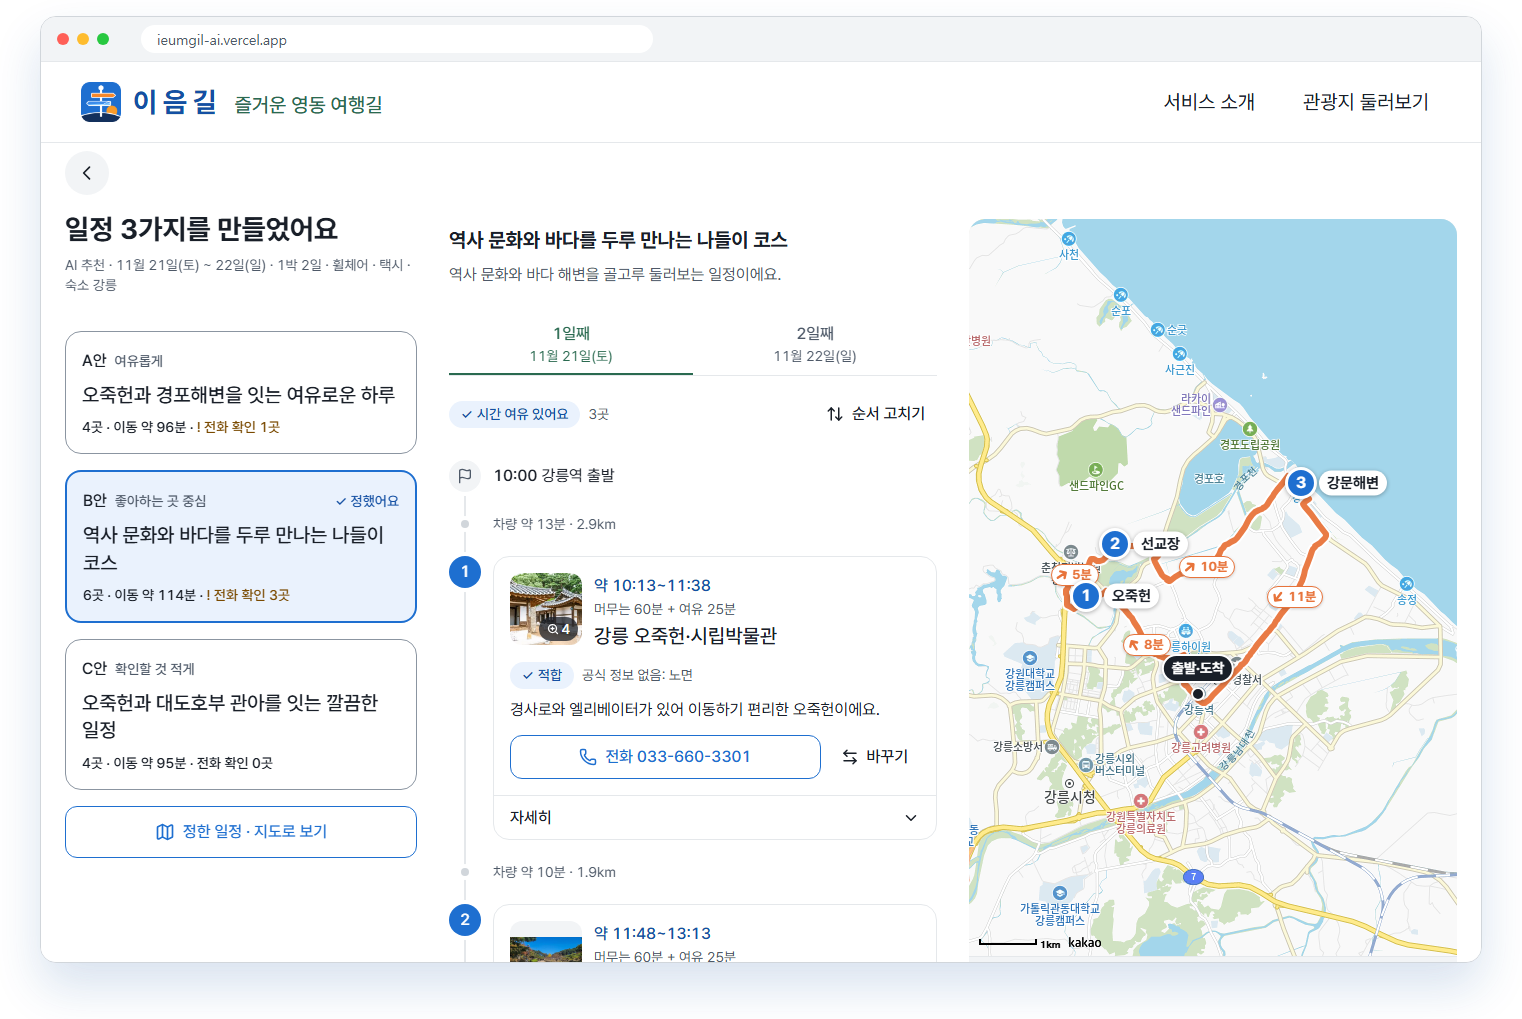 ieumgil-ai.vercel.app
이음길 즐거운 영동 여행길
서비스 소개
관광지 둘러보기
일정 3가지를 만들었어요
AI 추천 · 11월 21일(토) ~ 22일(일) · 1박 2일 · 휠체어 · 택시 ·
숙소 강릉
A안 여유롭게
오죽헌과 경포해변을 잇는 여유로운 하루
4곳 · 이동 약 96분 · ! 전화 확인 1곳
B안 좋아하는 곳 중심
정했어요
역사 문화와 바다를 두루 만나는 나들이
코스
6곳 · 이동 약 114분 · ! 전화 확인 3곳
C안 확인할 것 적게
오죽헌과 대도호부 관아를 잇는 깔끔한
일정
4곳 · 이동 약 95분 · 전화 확인 0곳
정한 일정 · 지도로 보기
역사 문화와 바다를 두루 만나는 나들이 코스
역사 문화와 바다 해변을 골고루 둘러보는 일정이에요.
1일째
11월 21일(토)
2일째
11월 22일(일)
시간 여유 있어요 3곳
순서 고치기
10:00 강릉역 출발
차량 약 13분 · 2.9km
1
약 10:13~11:38
머무는 60분 + 여유 25분
강릉 오죽헌·시립박물관
4
적합 공식 정보 없음: 노면
경사로와 엘리베이터가 있어 이동하기 편리한 오죽헌이에요.
전화 033-660-3301
바꾸기
자세히
차량 약 10분 · 1.9km
2
약 11:48~13:13
머무는 60분 + 여유 25분
사천
순포
순긋
사근진
병원
라카이
샌드파인
경포도립공원
경포호
경포천
샌드파인GC
3 강문해변
2 선교장
10분
5분
1 오죽헌
11분
송정
8분
릉하이원
출발·도착
경찰서
강릉역
강원대학교
강릉캠퍼스
강릉고려병원
강릉남대천
강릉소방서
강릉시외
버스터미널
강릉시청
강원특별자치도
강릉의료원
7
가톨릭관동대학교
강릉캠퍼스
1km kakao